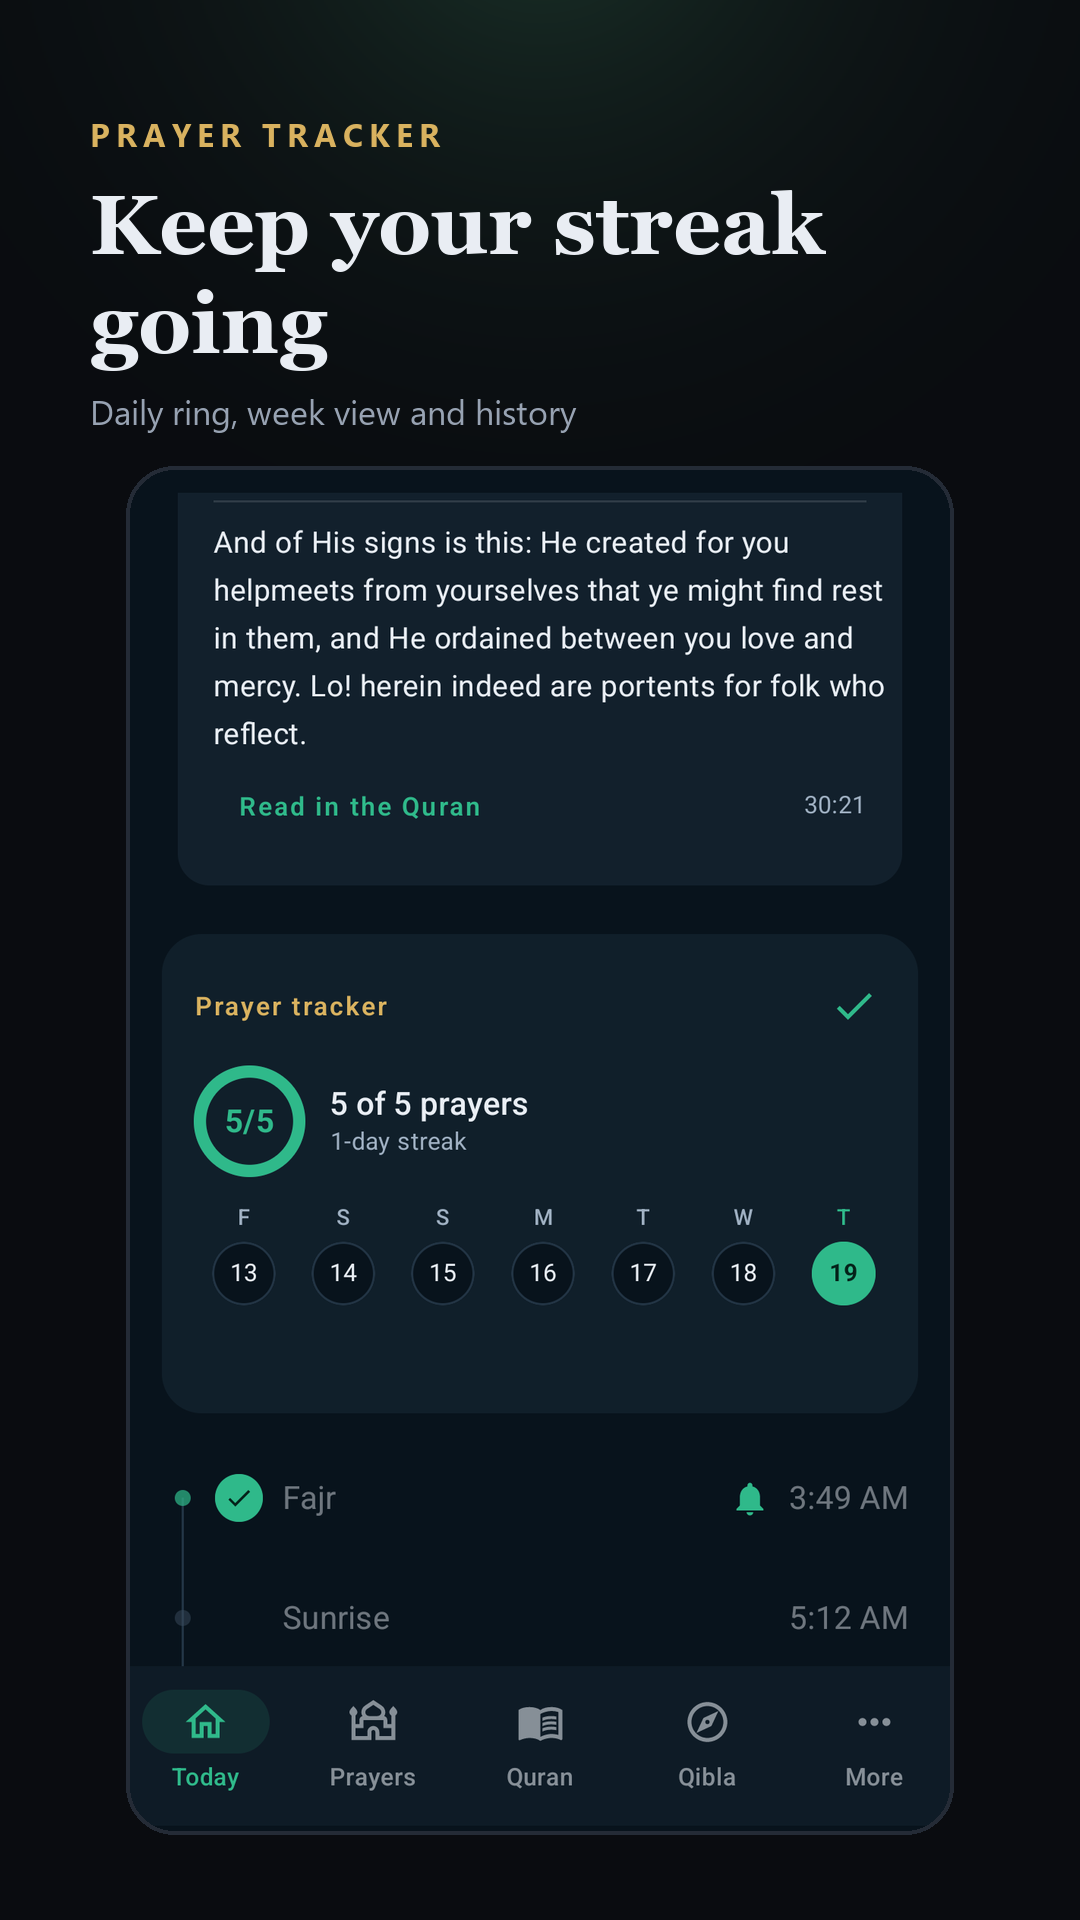 PRAYER TRACKER
Keep your streak
going
Daily ring, week view and history
And of His signs is this: He created for you
helpmeets from yourselves that ye might find rest
in them, and He ordained between you love and
mercy. Lo! herein indeed are portents for folk who
reflect.
Read in the Quran 30:21
Prayer tracker
5/5
5 of 5 prayers
1-day streak
F S S M T W T
13 14 15 16 17 18 19
Fajr 3:49 AM
Sunrise 5:12 AM
Today Prayers Quran Qibla More